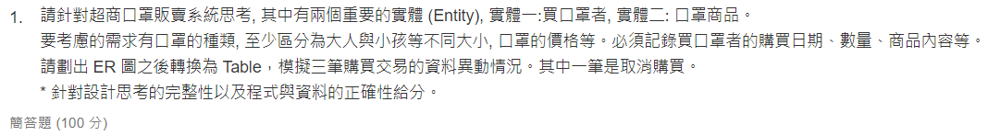 1. 請針對超商口罩販賣系統思考, 其中有兩個重要的實體 (Entity), 實體一:買口罩者, 實體二: 口罩商品。
要考慮的需求有口罩的種類, 至少區分為大人與小孩等不同大小, 口罩的價格等。必須記錄買口罩者的購買日期、數量、商品內容等。
請劃出 ER 圖之後轉換為 Table，模擬三筆購買交易的資料異動情況。其中一筆是取消購買。
* 針對設計思考的完整性以及程式與資料的正確性給分。
簡答題 (100 分)